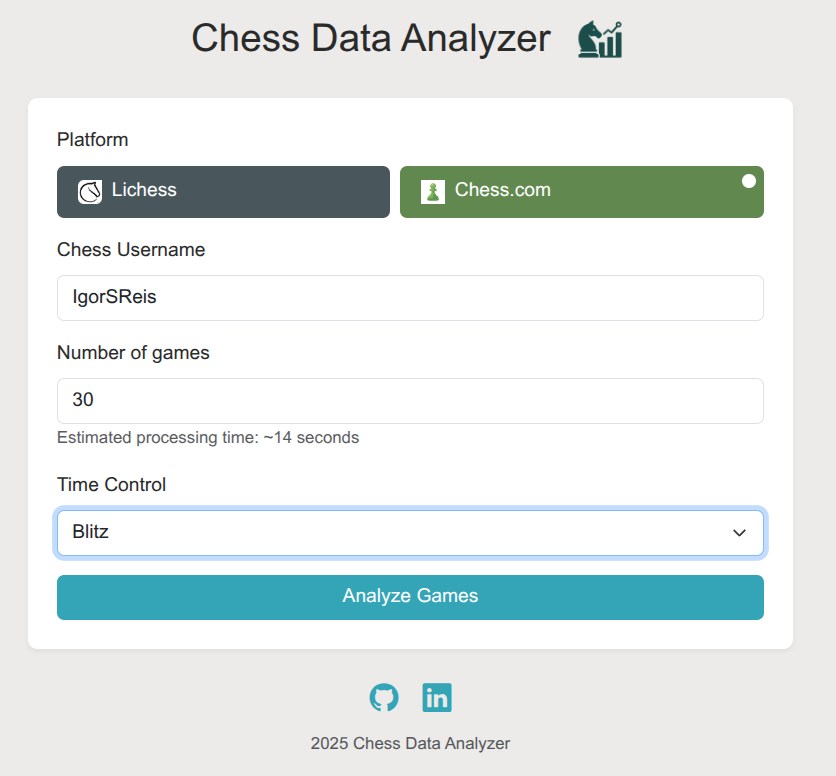 Chess Data Analyzer
Platform
Lichess
Chess.com
Chess Username
IgorSReis
Number of games
30
Estimated processing time: ~14 seconds
Time Control
Blitz
Analyze Games
in
2025 Chess Data Analyzer